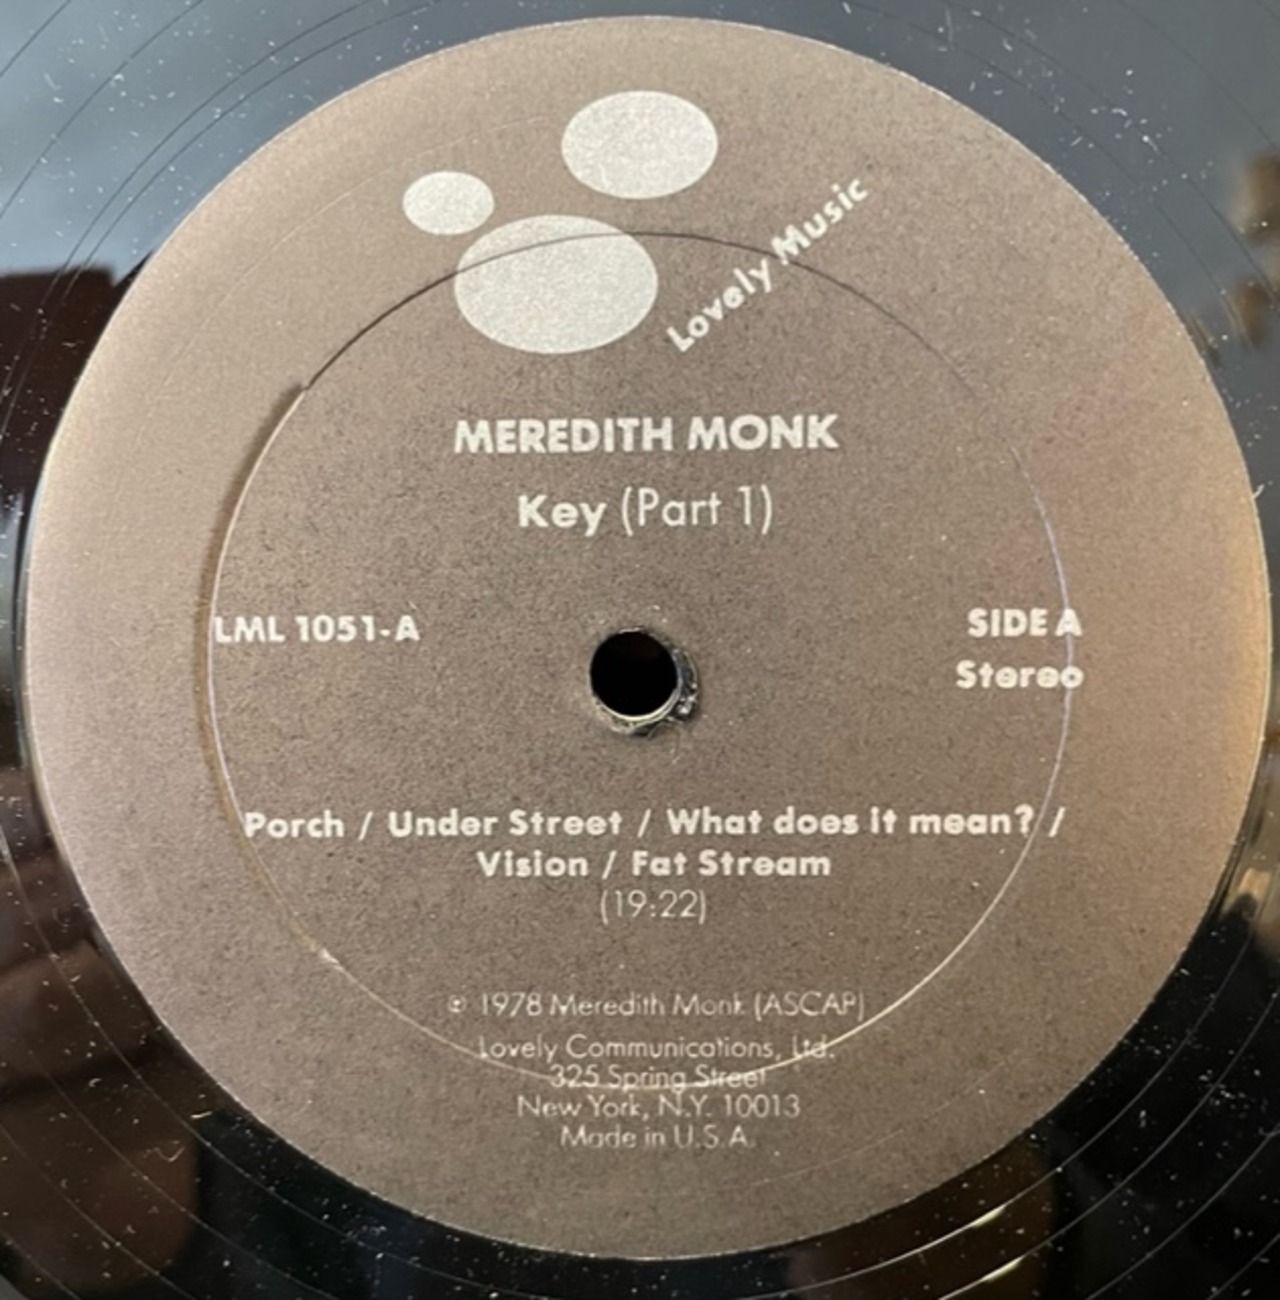 Lovely Music
MEREDITH MONK
Key (Part 1)
LML 1051-A
SIDE A
Stereo
Porch / Under Street / What does it mean? /
Vision / Fat Stream
(19:22)
℗ 1978 Meredith Monk (ASCAP)
Lovely Communications, Ltd.
325 Spring Street
New York, N.Y. 10013
Made in U.S.A.